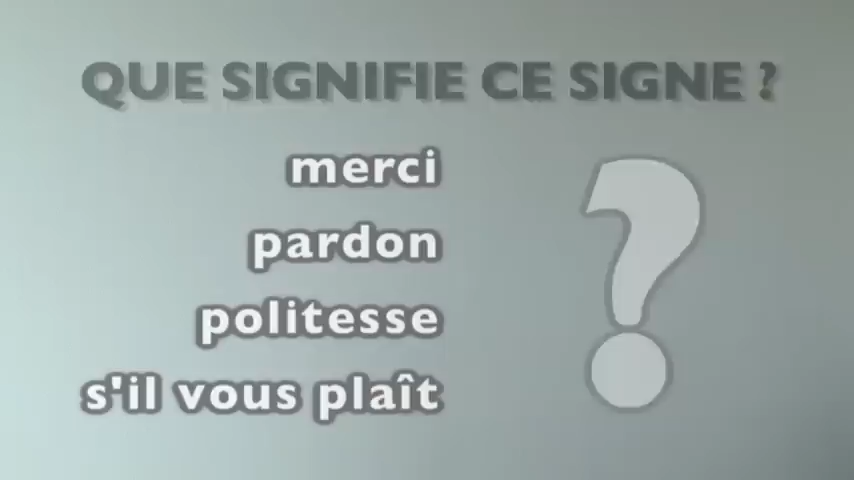 QUE SIGNIFIE CE SIGNE ?
merci
pardon
politesse
s'il vous plaît
?